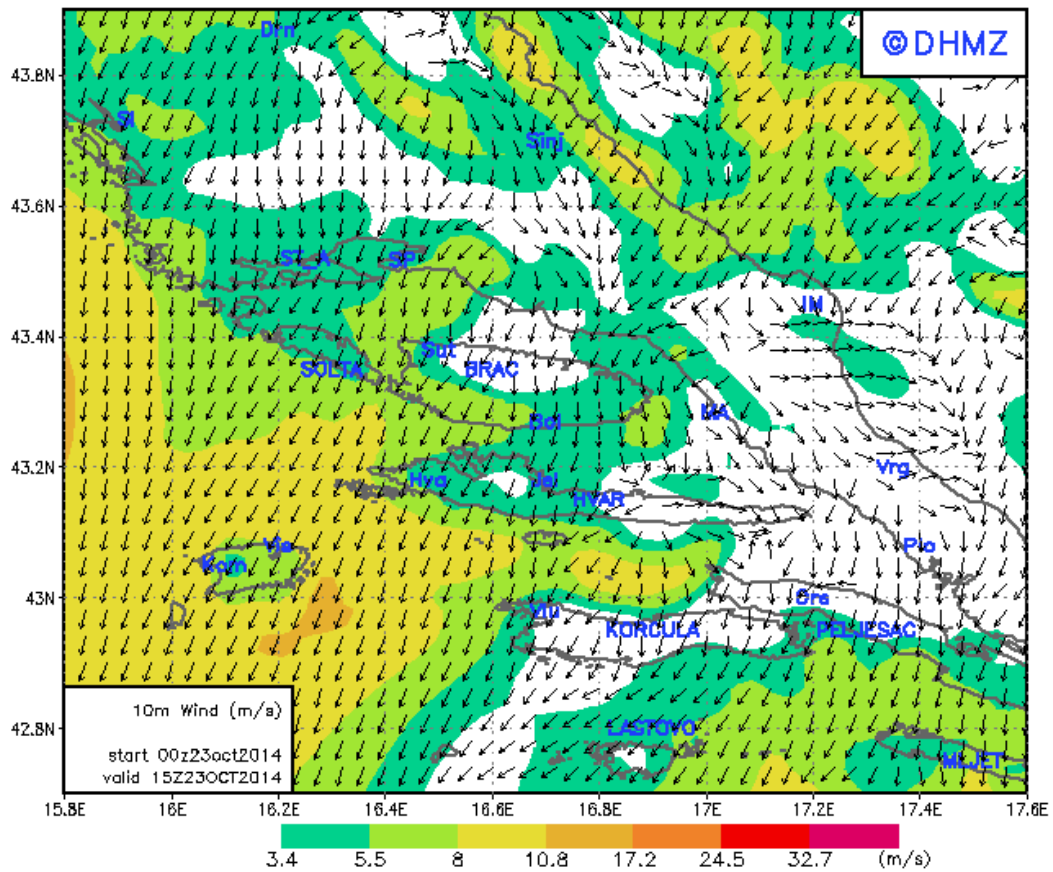 Drn
©DHMZ
43.8N
SI
Sinj
43.6N
ST_A
SP
IM
43.4N
Sut
SOLTA
BRAC
MA
Bol
43.2N
Hva
Jel
HVAR
Vrg
Vis
Kom
Plo
43N
Ore
Vlu
KORCULA
PELJESAC
42.8N
LASTOVO
MLJET
10m Wind (m/s)
start 00z23oct2014
valid 15Z23OCT2014
15.8E 16E 16.2E 16.4E 16.6E 16.8E 17E 17.2E 17.4E 17.6E
3.4 5.5 8 10.8 17.2 24.5 32.7 (m/s)